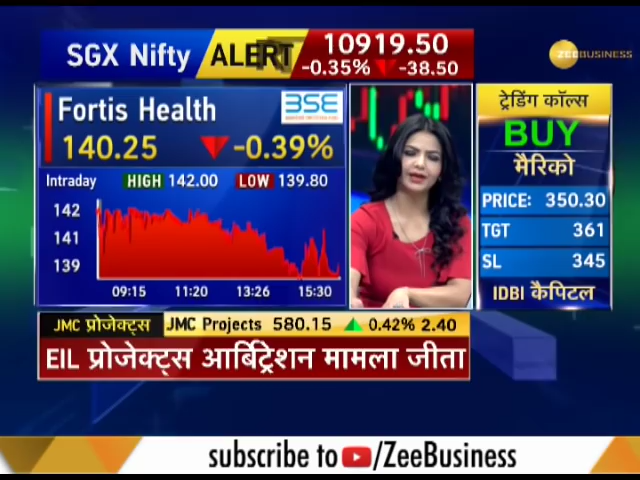 SGX Nifty
ALERT
10919.50
-0.35% -38.50
ZEEBUSINESS
Fortis Health
BSE
140.25 -0.39%
Intraday HIGH 142.00 LOW 139.80
142
141
139
09:15 11:20 13:26 15:30
ट्रेडिंग कॉल्स
BUY
मैरिको
PRICE: 350.30
TGT 361
SL 345
IDBI कैपिटल
JMC प्रोजेक्ट्स JMC Projects 580.15 0.42% 2.40
EIL प्रोजेक्ट्स आर्बिट्रेशन मामला जीता
subscribe to /ZeeBusiness